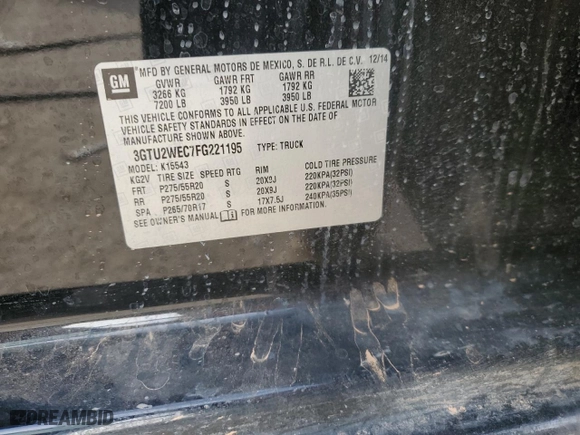 GM
MFD BY GENERAL MOTORS DE MEXICO, S. DE R.L. DE C.V. 12/14
GVWR GAWR FRT GAWR RR
3266 KG 1792 KG 1792 KG
7200 LB 3950 LB 3950 LB
THIS VEHICLE CONFORMS TO ALL APPLICABLE U.S. FEDERAL MOTOR
VEHICLE SAFETY STANDARDS IN EFFECT ON THE DATE OF
MANUFACTURE SHOWN ABOVE.
3GTU2WEC7FG221195 TYPE: TRUCK
MODEL: K15543
KG2V TIRE SIZE SPEED RTG RIM COLD TIRE PRESSURE
FRT P275/55R20 S 20X9J 220KPA(32PSI)
RR P275/55R20 S 20X9J 220KPA(32PSI)
SPA P265/70R17 S 17X7.5J 240KPA(35PSI)
SEE OWNER'S MANUAL FOR MORE INFORMATION.
DREAMBID